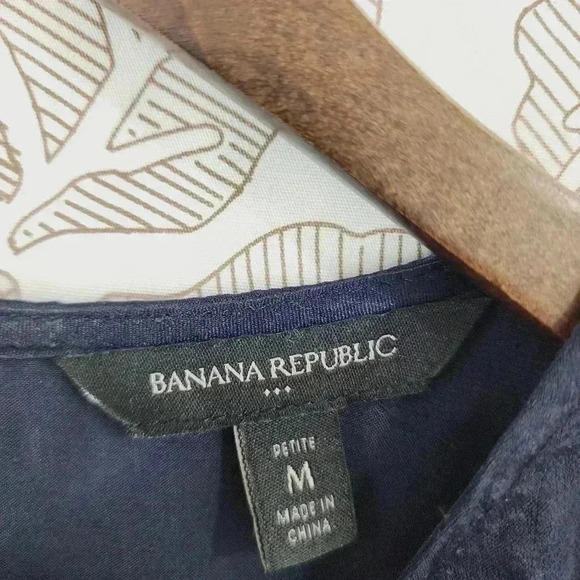 BANANA REPUBLIC
PETITE
M
MADE IN
CHINA